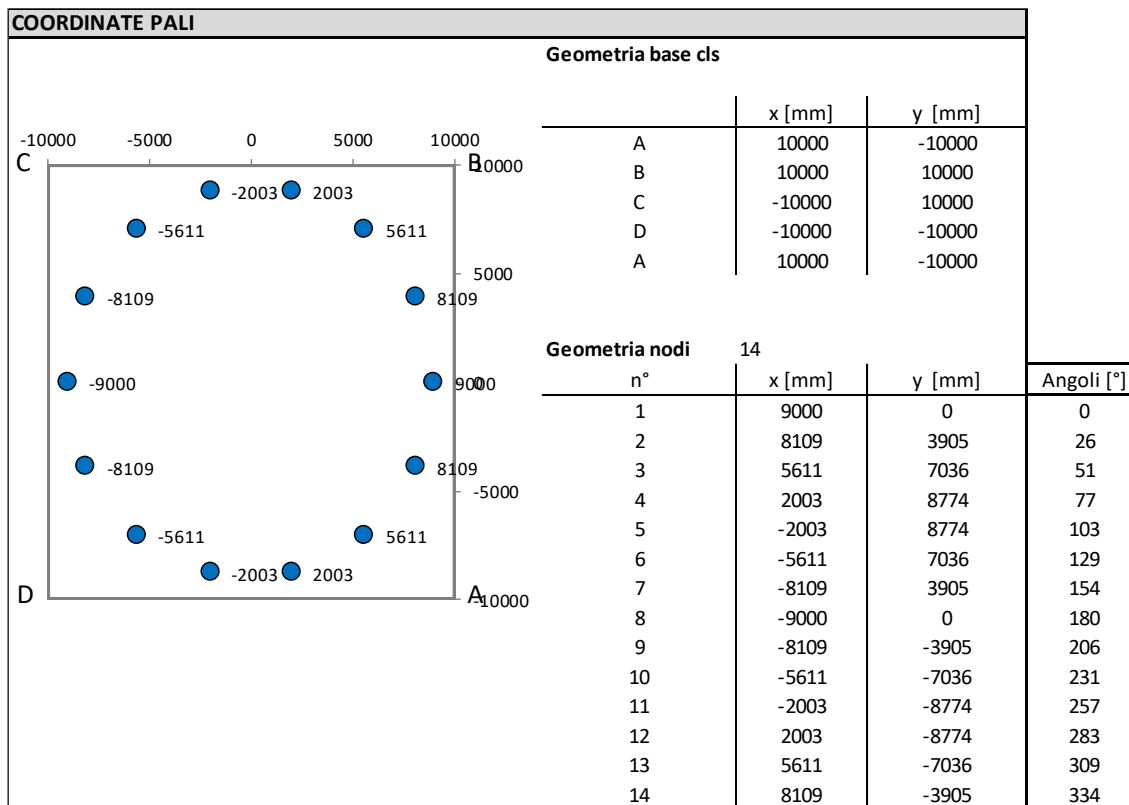 COORDINATE PALI
Geometria base cls
x [mm] y [mm]
A 10000 -10000
B 10000 10000
C -10000 10000
D -10000 -10000
A 10000 -10000
-10000 -5000 0 5000 10000
C B 10000
-2003 2003
-5611 5611
5000
-8109 8109
-9000 9000 0
-8109 8109
-5000
-5611 5611
-2003 2003
D A -10000
Geometria nodi 14
n° x [mm] y [mm] Angoli [°]
1 9000 0 0
2 8109 3905 26
3 5611 7036 51
4 2003 8774 77
5 -2003 8774 103
6 -5611 7036 129
7 -8109 3905 154
8 -9000 0 180
9 -8109 -3905 206
10 -5611 -7036 231
11 -2003 -8774 257
12 2003 -8774 283
13 5611 -7036 309
14 8109 -3905 334